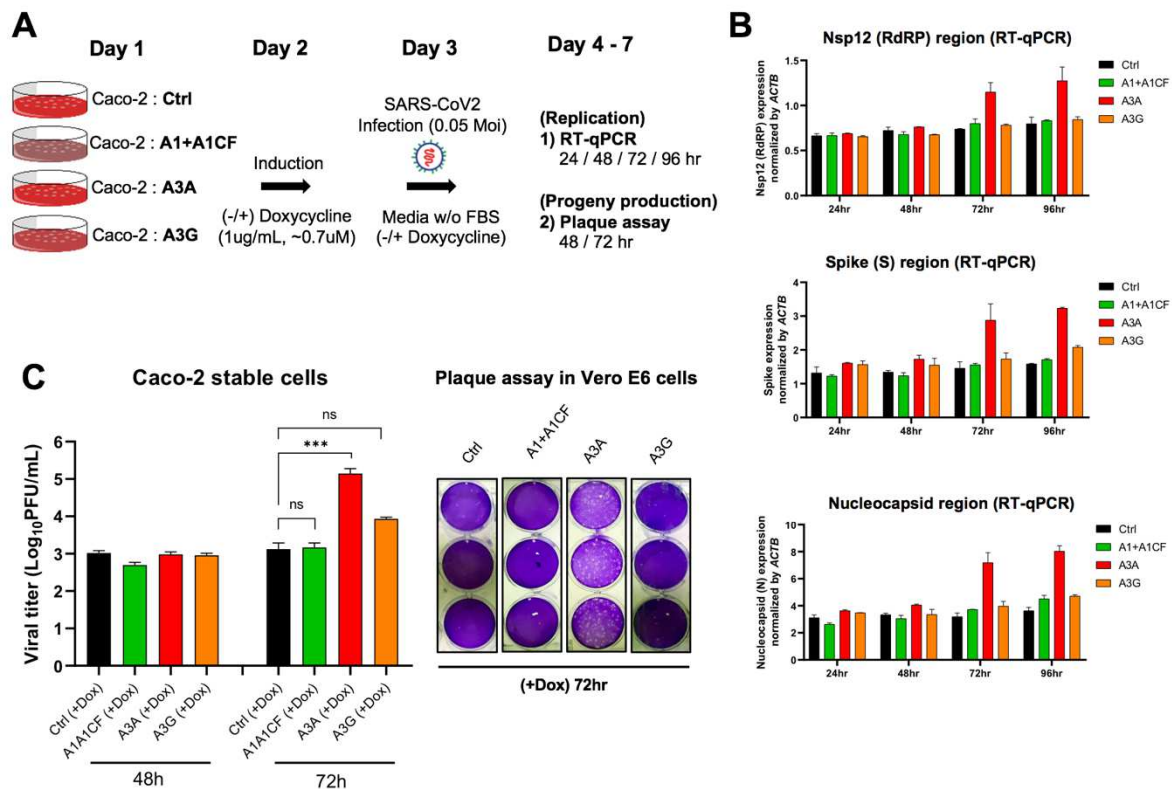 A
Day 1
Day 2
Day 3
Day 4 - 7
Caco-2 : Ctrl
Caco-2 : A1+A1CF
Caco-2 : A3A
Caco-2 : A3G
Induction
(-/+) Doxycycline
(1ug/mL, ~0.7uM)
SARS-CoV2
Infection (0.05 Moi)
Media w/o FBS
(-/+ Doxycycline)
(Replication)
1) RT-qPCR
24 / 48 / 72 / 96 hr
(Progeny production)
2) Plaque assay
48 / 72 hr
B
Nsp12 (RdRP) region (RT-qPCR)
Nsp12 (RdRP) expression
normalized by ACTB
1.5
1.0
0.5
0.0
24hr
48hr
72hr
96hr
Ctrl
A1+A1CF
A3A
A3G
Spike (S) region (RT-qPCR)
Spike expression
normalized by ACTB
4
3
2
1
0
24hr
48hr
72hr
96hr
Ctrl
A1+A1CF
A3A
A3G
Nucleocapsid region (RT-qPCR)
Nucleocapsid (N) expression
normalized by ACTB
10
8
6
4
2
0
24hr
48hr
72hr
96hr
Ctrl
A1+A1CF
A3A
A3G
C
Caco-2 stable cells
Viral titer (Log10PFU/mL)
6
5
4
3
2
1
0
ns
***
ns
Ctrl (+Dox)
A1A1CF (+Dox)
A3A (+Dox)
A3G (+Dox)
Ctrl (+Dox)
A1A1CF (+Dox)
A3A (+Dox)
A3G (+Dox)
48h
72h
Plaque assay in Vero E6 cells
Ctrl
A1+A1CF
A3A
A3G
(+Dox) 72hr